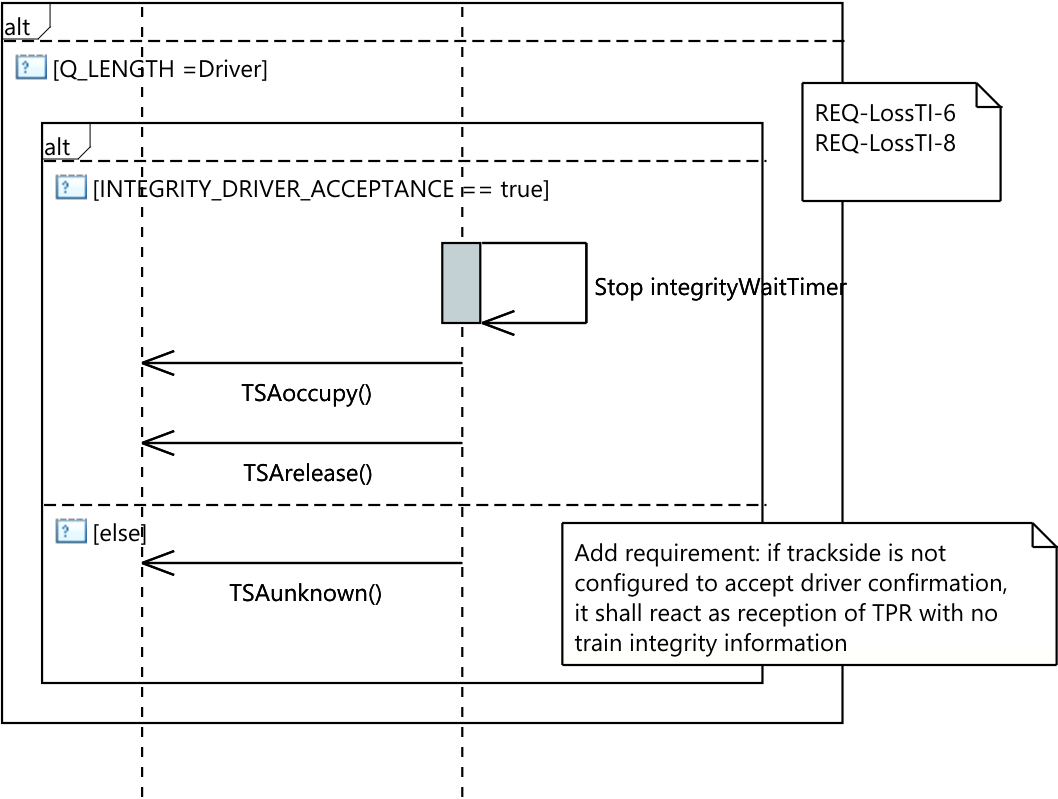 alt
? [Q_LENGTH =Driver]
REQ-LossTI-6
REQ-LossTI-8
alt
? [INTEGRITY_DRIVER_ACCEPTANCE == true]
Stop integrityWaitTimer
TSAoccupy()
TSArelease()
? [else]
TSAunknown()
Add requirement: if trackside is not
configured to accept driver confirmation,
it shall react as reception of TPR with no
train integrity information